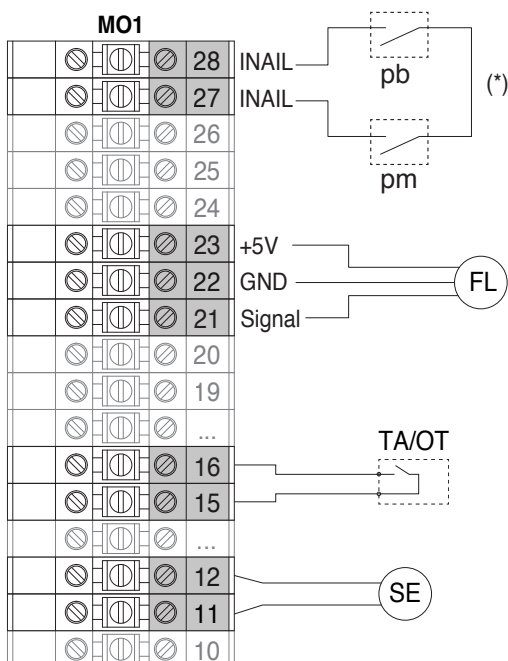 MO1
28 INAIL
pb
(*)
27 INAIL
26
pm
25
24
23 +5V
22 GND FL
21 Signal
20
19
...
TA/OT
16
15
...
12
SE
11
10